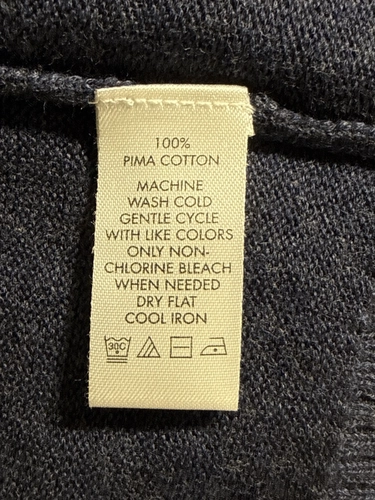 100%
PIMA COTTON
MACHINE
WASH COLD
GENTLE CYCLE
WITH LIKE COLORS
ONLY NON-
CHLORINE BLEACH
WHEN NEEDED
DRY FLAT
COOL IRON
30C